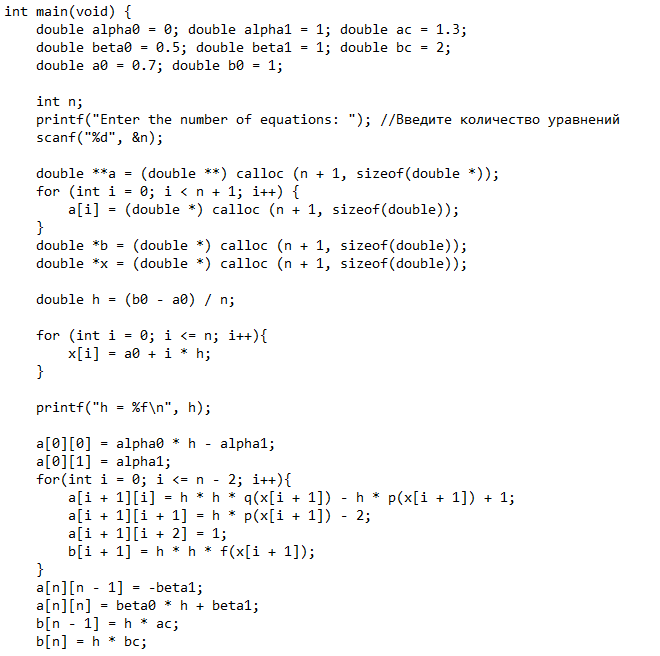 int main(void) {
    double alpha0 = 0; double alpha1 = 1; double ac = 1.3;
    double beta0 = 0.5; double beta1 = 1; double bc = 2;
    double a0 = 0.7; double b0 = 1;

    int n;
    printf("Enter the number of equations: "); //Введите количество уравнений
    scanf("%d", &n);

    double **a = (double **) calloc (n + 1, sizeof(double *));
    for (int i = 0; i < n + 1; i++) {
        a[i] = (double *) calloc (n + 1, sizeof(double));
    }
    double *b = (double *) calloc (n + 1, sizeof(double));
    double *x = (double *) calloc (n + 1, sizeof(double));

    double h = (b0 - a0) / n;

    for (int i = 0; i <= n; i++){
        x[i] = a0 + i * h;
    }

    printf("h = %f\n", h);

    a[0][0] = alpha0 * h - alpha1;
    a[0][1] = alpha1;
    for(int i = 0; i <= n - 2; i++){
        a[i + 1][i] = h * h * q(x[i + 1]) - h * p(x[i + 1]) + 1;
        a[i + 1][i + 1] = h * p(x[i + 1]) - 2;
        a[i + 1][i + 2] = 1;
        b[i + 1] = h * h * f(x[i + 1]);
    }
    a[n][n - 1] = -beta1;
    a[n][n] = beta0 * h + beta1;
    b[n - 1] = h * ac;
    b[n] = h * bc;